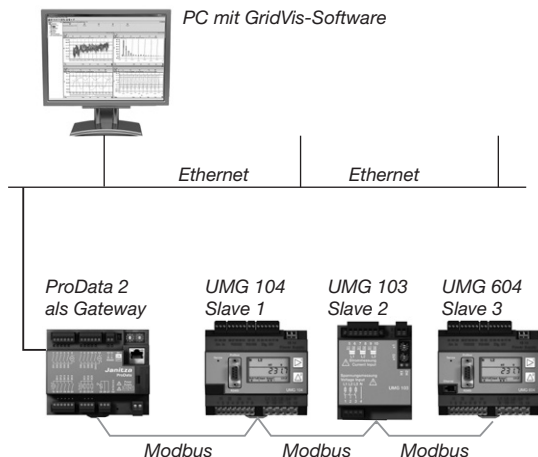 PC mit GridVis-Software
Ethernet
Ethernet
ProData 2
als Gateway
UMG 104
Slave 1
UMG 103
Slave 2
UMG 604
Slave 3
Janitza
Modbus
Modbus
Modbus